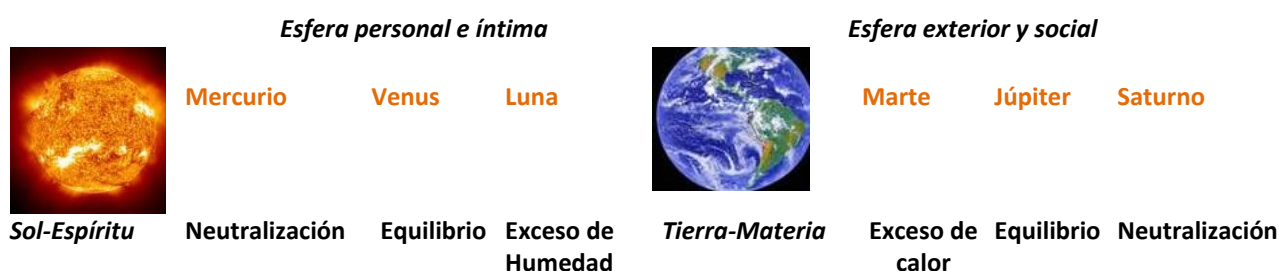 Esfera personal e íntima Esfera exterior y social
Mercurio Venus Luna Marte Júpiter Saturno
Sol-Espíritu Neutralización Equilibrio Exceso de Tierra-Materia Exceso de Equilibrio Neutralización
Humedad calor